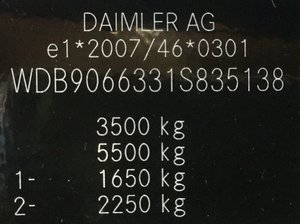 DAIMLER AG
e1*2007/46*0301
WDB9066331S835138
3500 kg
5500 kg
1- 1650 kg
2- 2250 kg